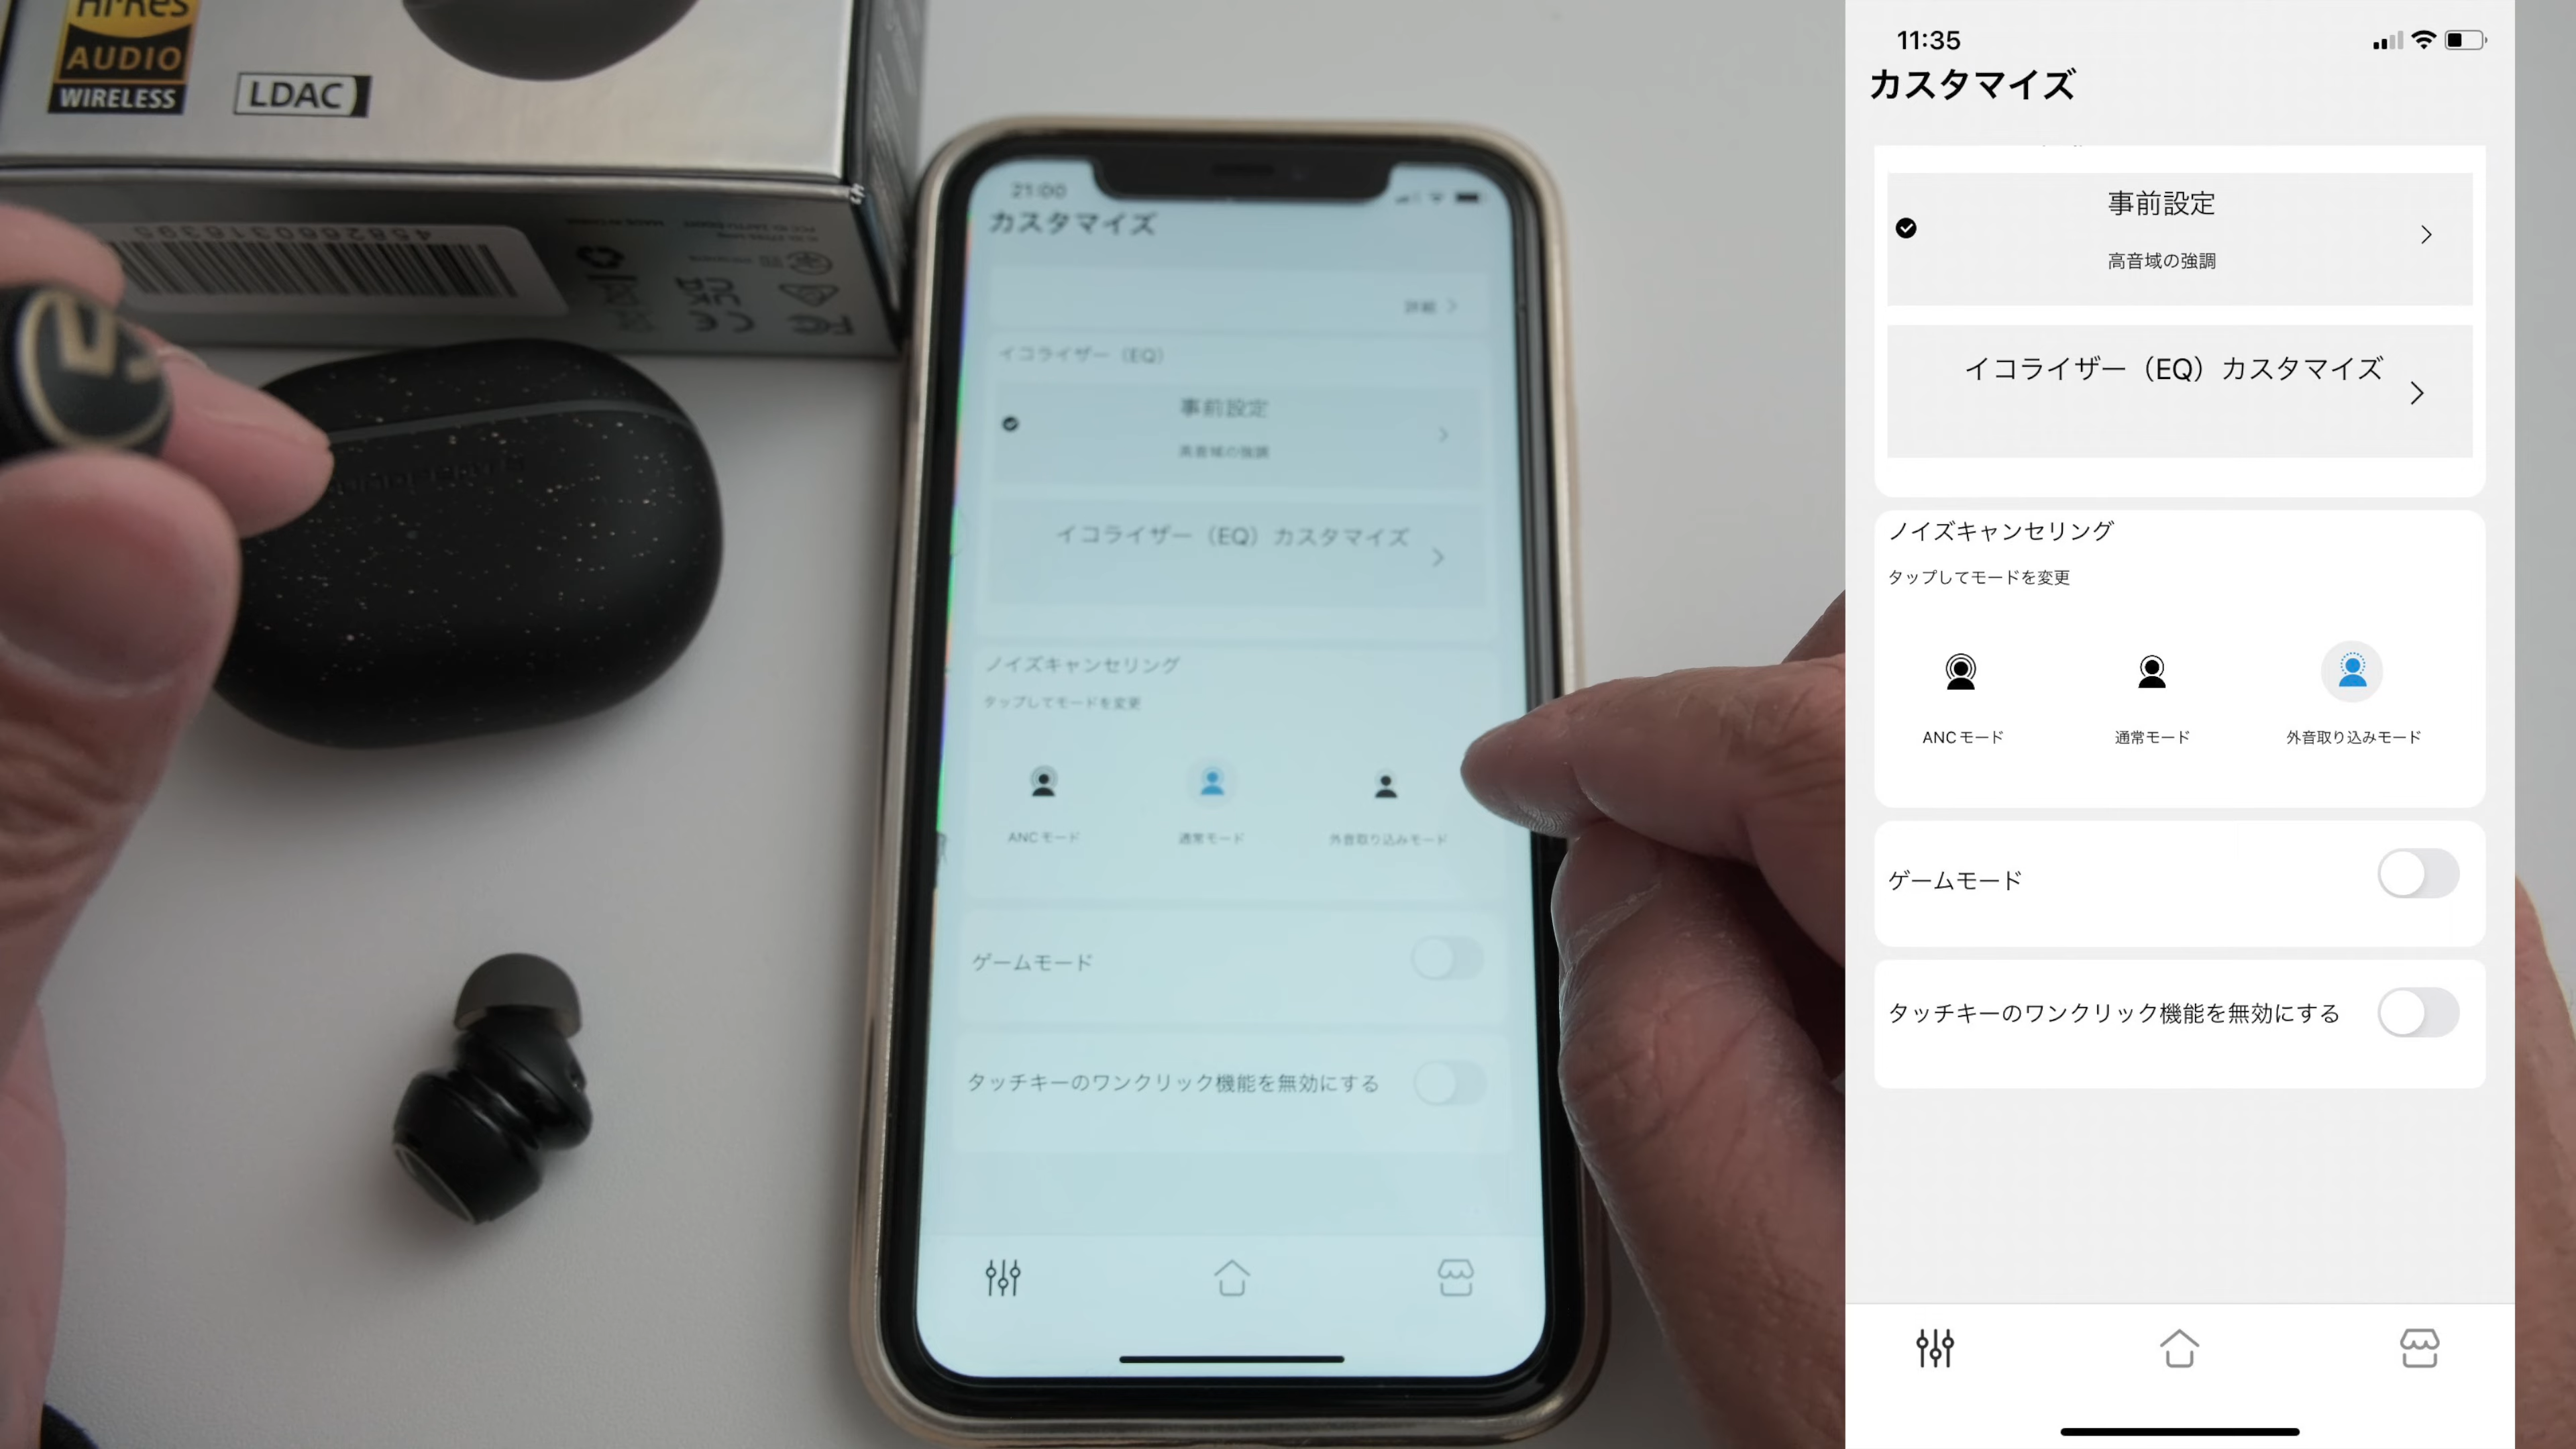 AUDIO
WIRELESS
LDAC
4582660316395
21:00
カスタマイズ
詳細
イコライザー（EQ）
事前設定
高音域の強調
イコライザー（EQ）カスタマイズ
ノイズキャンセリング
タップしてモードを変更
ANCモード
通常モード
外音取り込みモード
ゲームモード
タッチキーのワンクリック機能を無効にする
11:35
カスタマイズ
事前設定
高音域の強調
イコライザー（EQ）カスタマイズ
ノイズキャンセリング
タップしてモードを変更
ANCモード
通常モード
外音取り込みモード
ゲームモード
タッチキーのワンクリック機能を無効にする